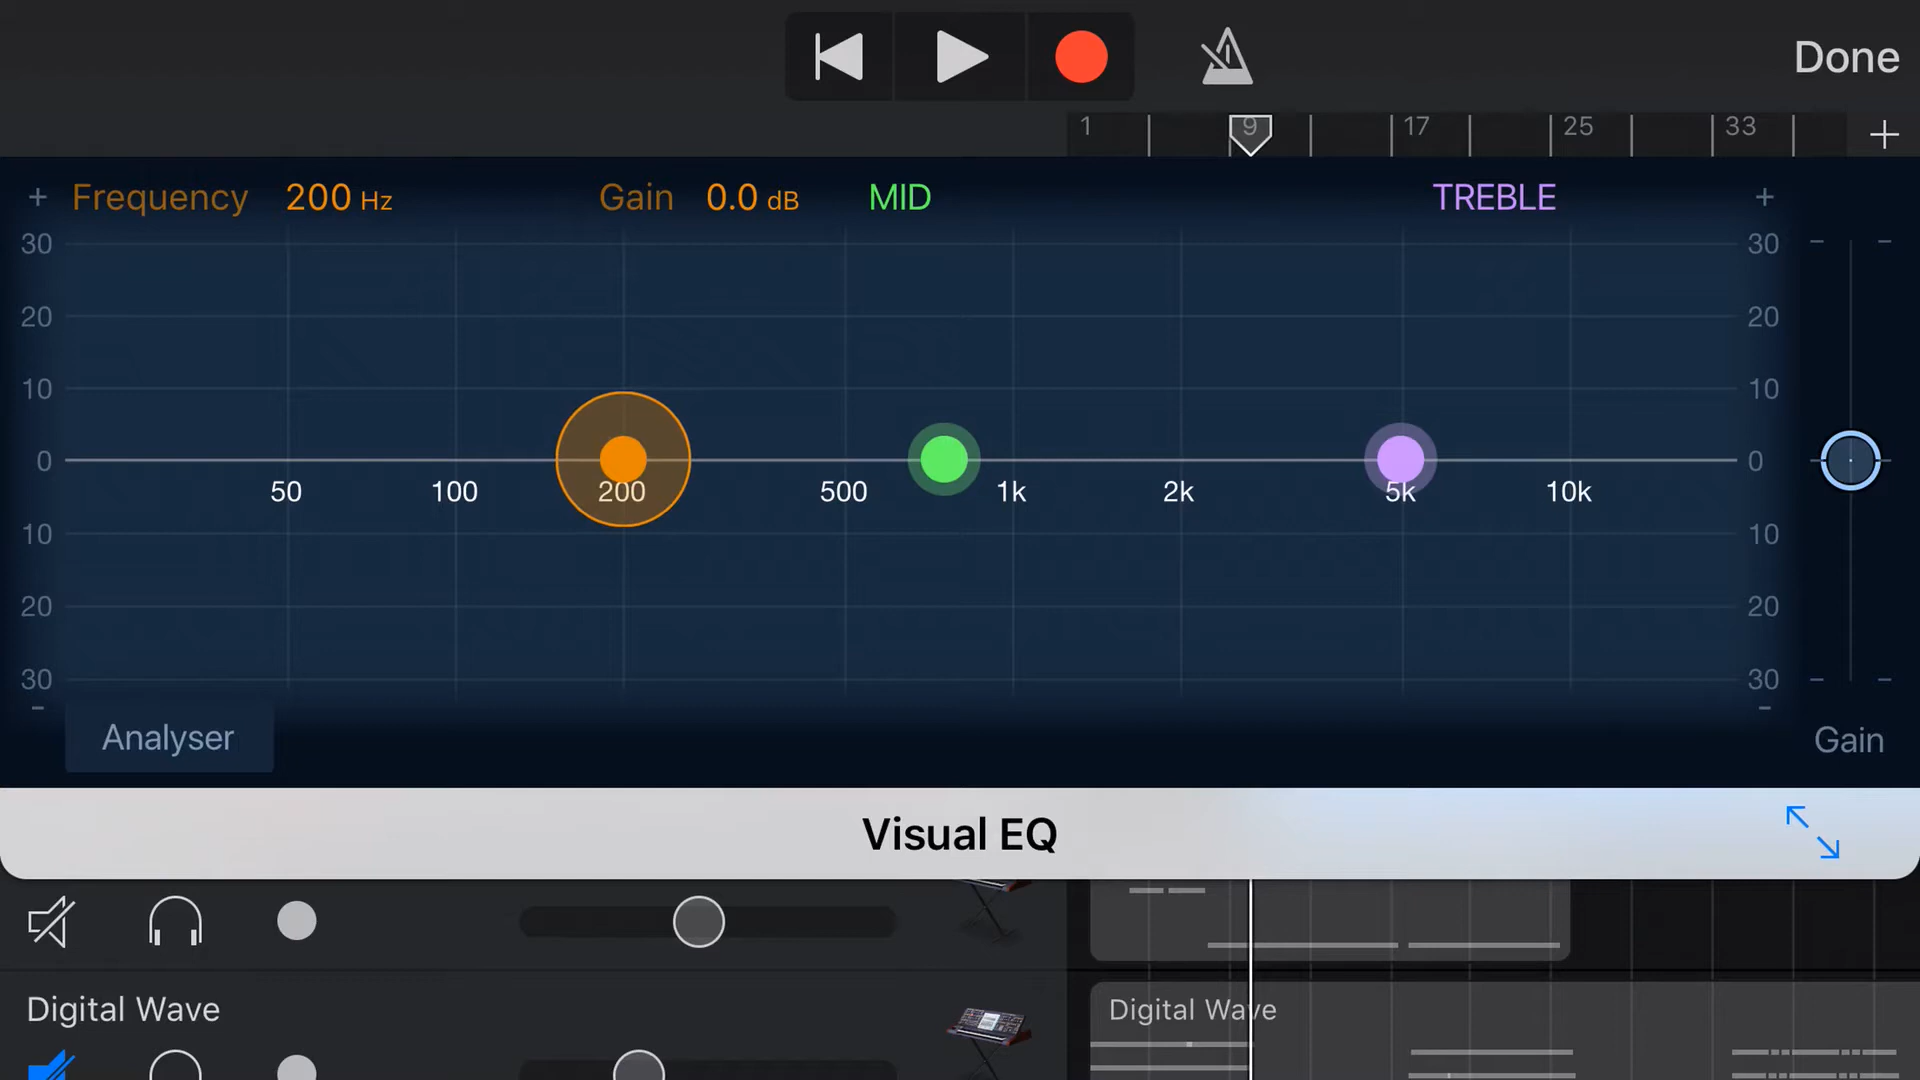 Done
1 9 17 25 33 +
+ Frequency 200 Hz Gain 0.0 dB MID TREBLE +
30 30
20 20
10 10
0 0
50 100 200 500 1k 2k 5k 10k
10 10
20 20
30 30
- -
Analyser Gain
Visual EQ
Digital Wave Digital Wave